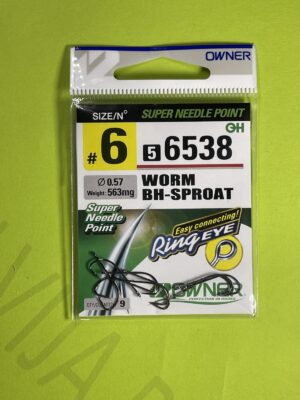 OWNER
SIZE/N° SUPER NEEDLE POINT
GH
#6 5 6538
Ø 0.57
Weight: 563mg
WORM
BH-SPROAT
Super
Needle
Point
Easy connecting!
Ring EYE
OWNER
9